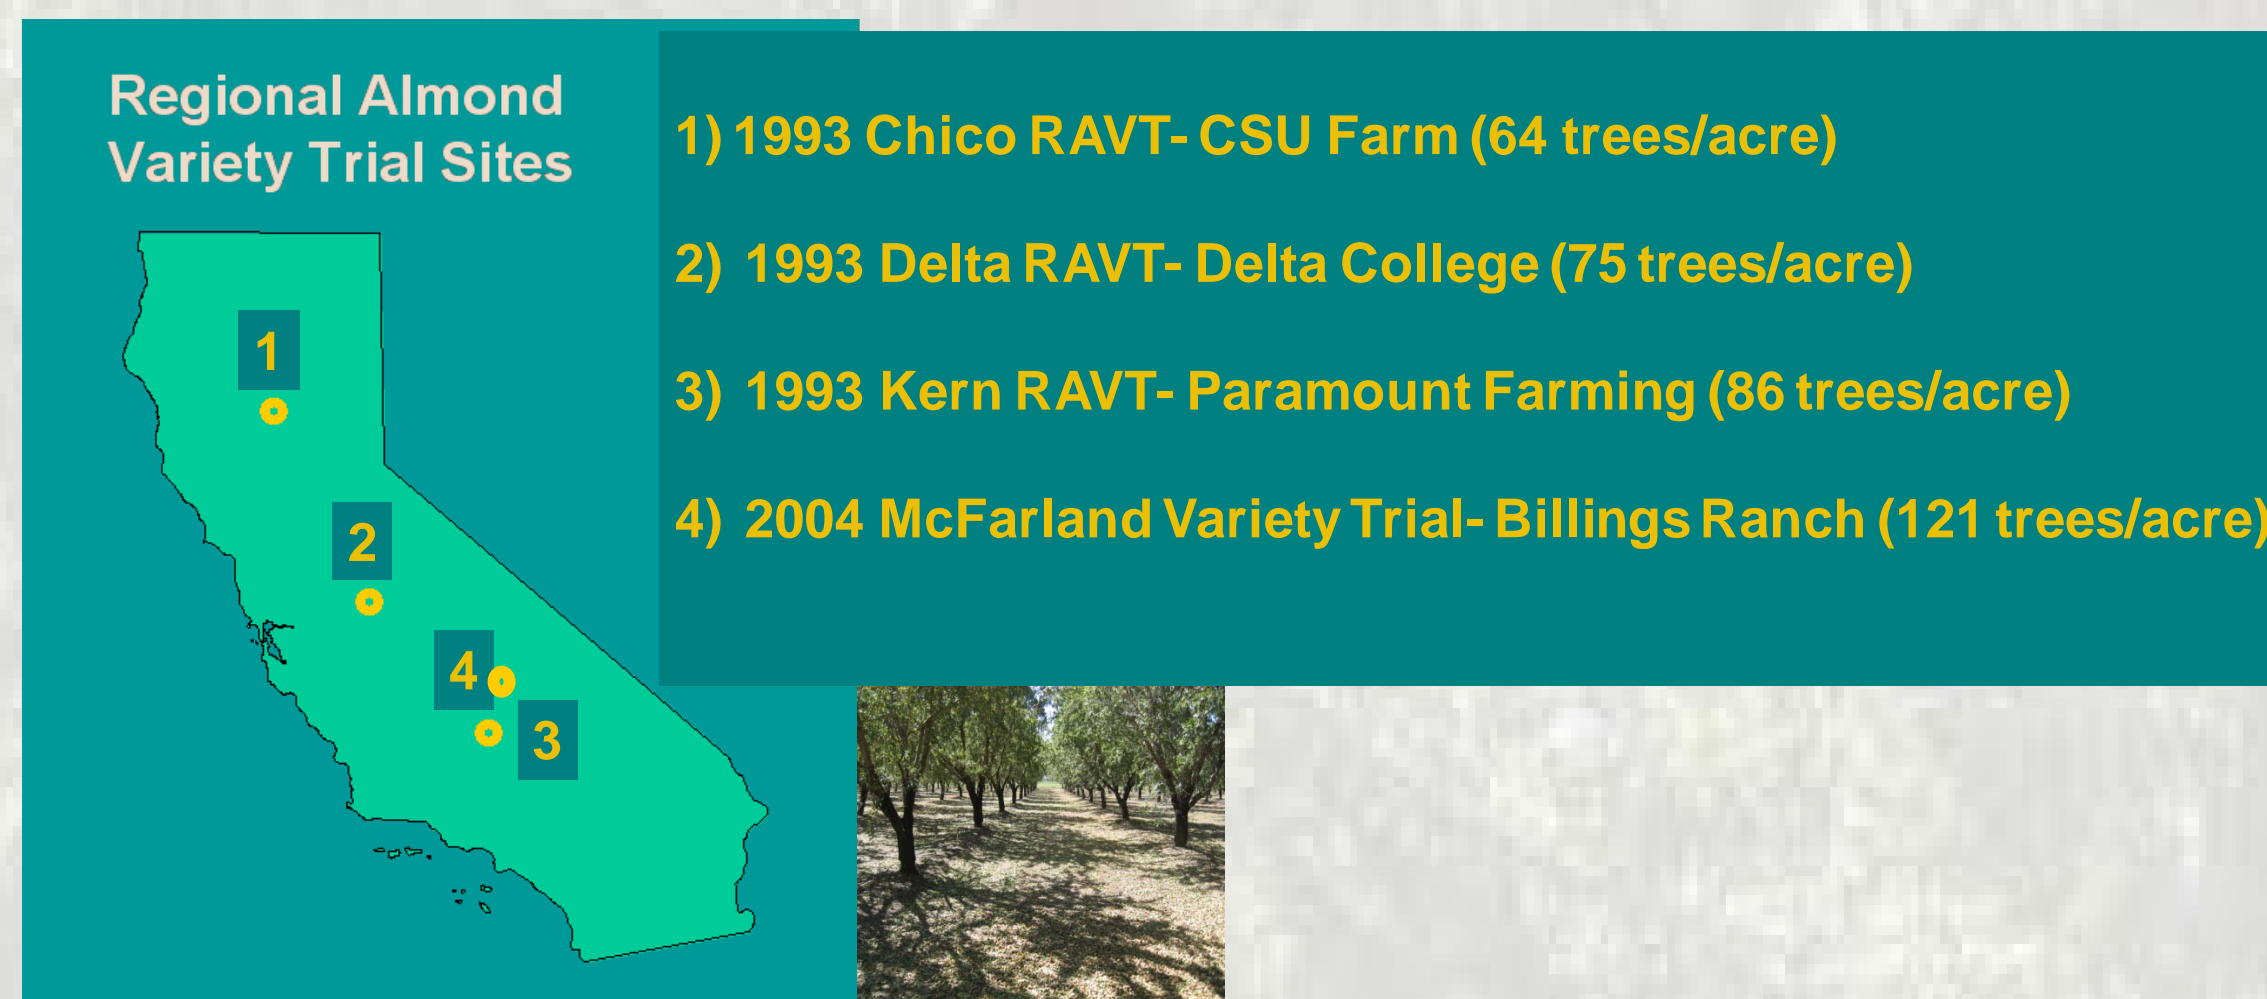 Regional Almond
Variety Trial Sites
1) 1993 Chico RAVT- CSU Farm (64 trees/acre)
2) 1993 Delta RAVT- Delta College (75 trees/acre)
3) 1993 Kern RAVT- Paramount Farming (86 trees/acre)
4) 2004 McFarland Variety Trial- Billings Ranch (121 trees/acre)
1
2
4
3